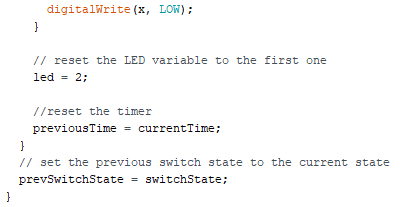 digitalWrite(x, LOW);
}
// reset the LED variable to the first one
led = 2;
//reset the timer
previousTime = currentTime;
}
// set the previous switch state to the current state
prevSwitchState = switchState;
}